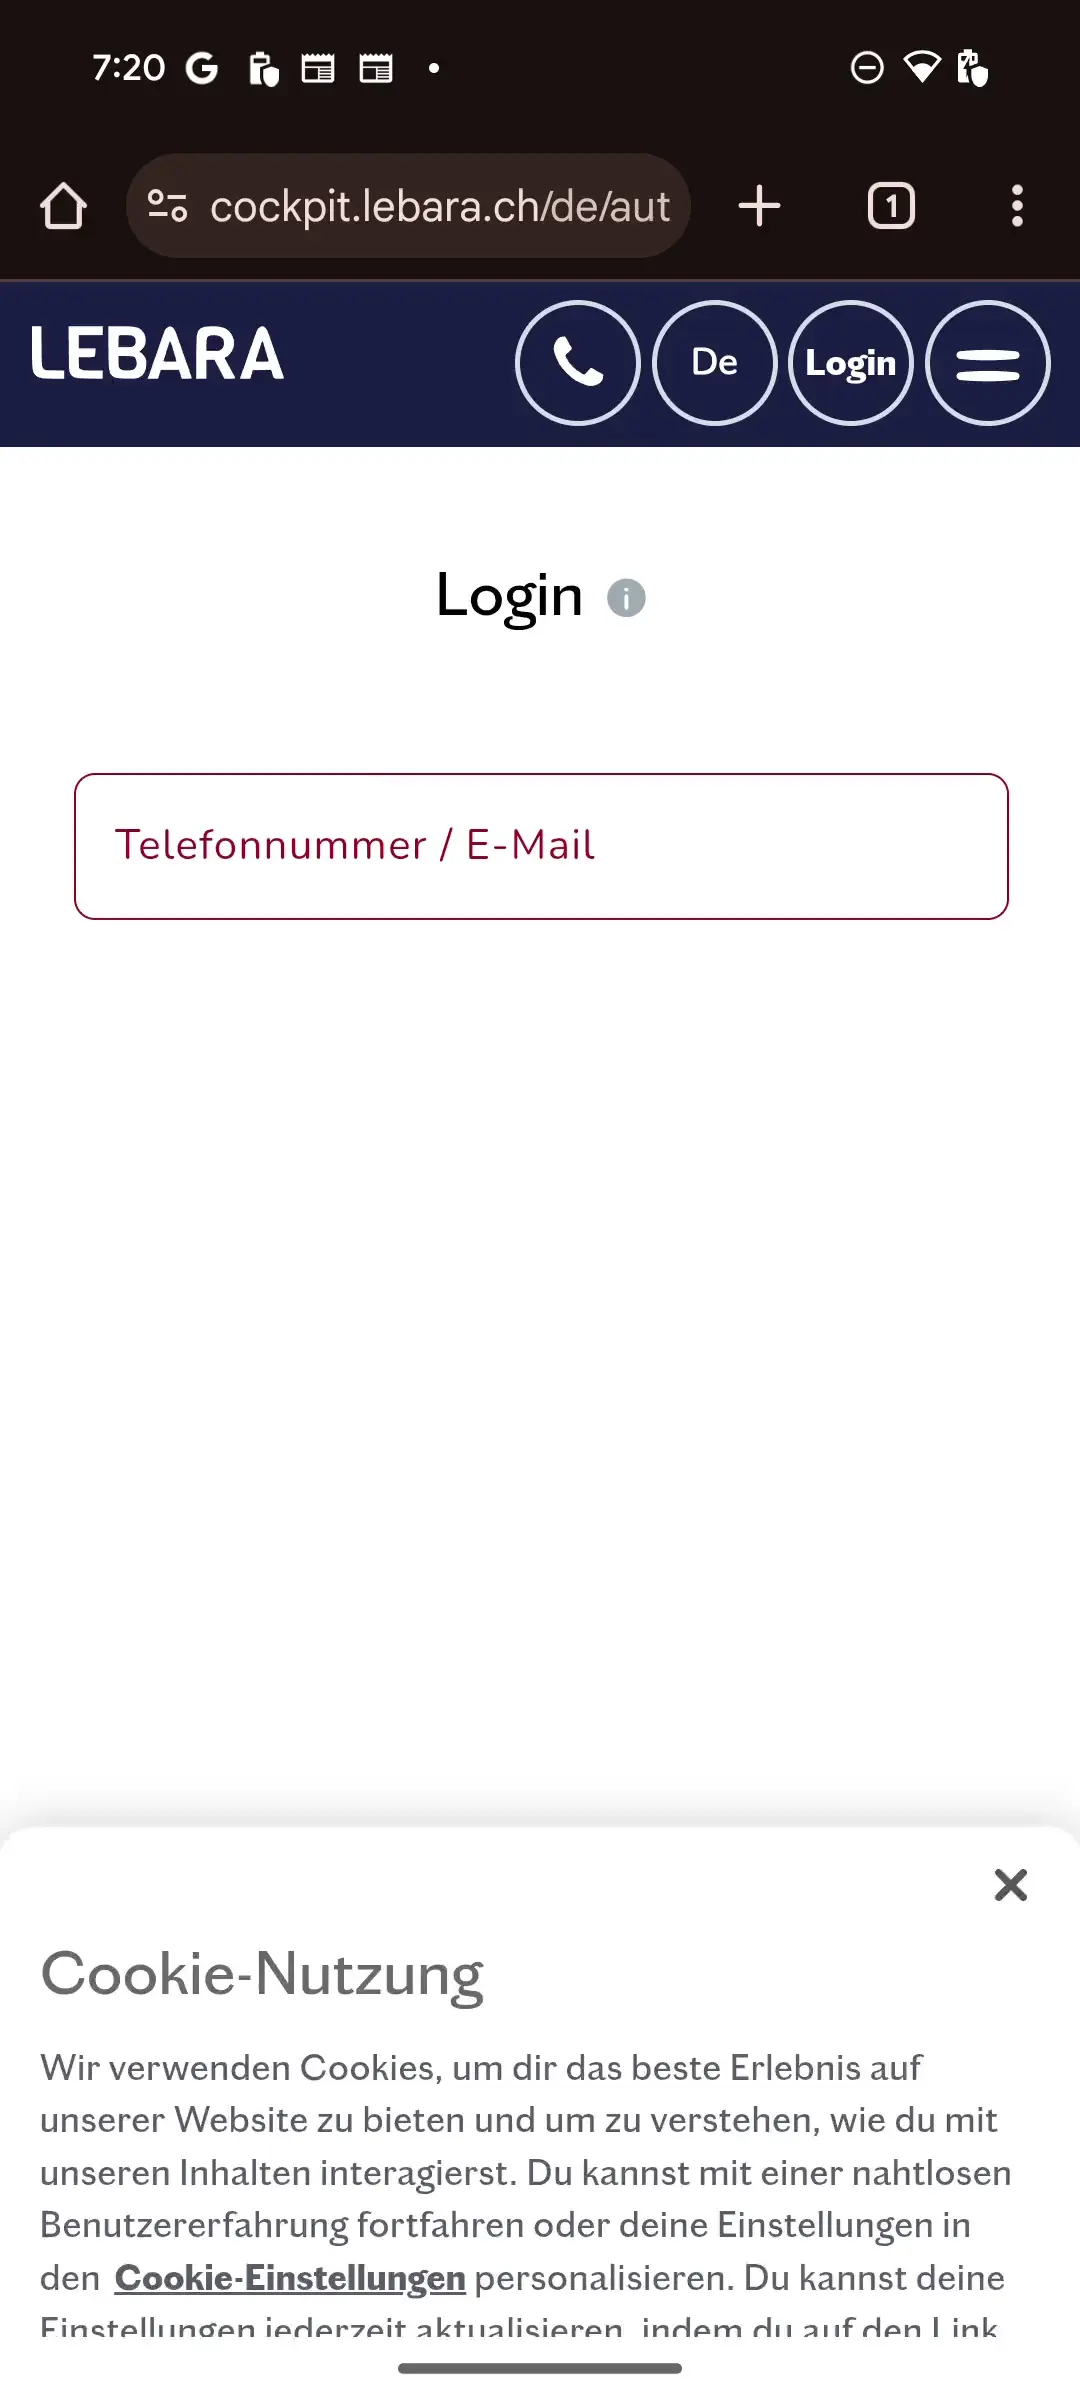 7:20
cockpit.lebara.ch/de/aut
1
LEBARA
De
Login
Login
Telefonnummer / E-Mail
Cookie-Nutzung
Wir verwenden Cookies, um dir das beste Erlebnis auf
unserer Website zu bieten und um zu verstehen, wie du mit
unseren Inhalten interagierst. Du kannst mit einer nahtlosen
Benutzererfahrung fortfahren oder deine Einstellungen in
den Cookie-Einstellungen personalisieren. Du kannst deine
Einstellungen jederzeit aktualisieren, indem du auf den Link